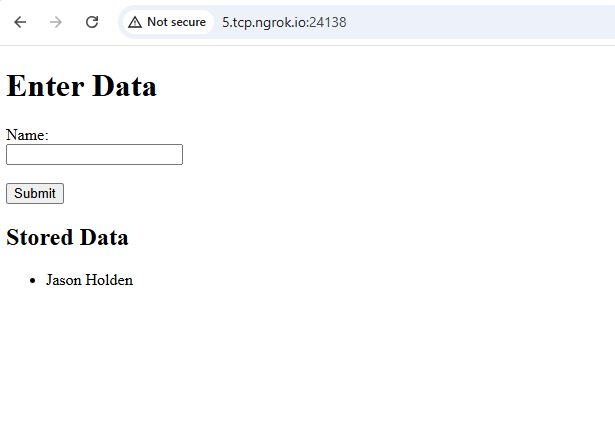 Not secure 5.tcp.ngrok.io:24138
Enter Data
Name:
Submit
Stored Data
• Jason Holden